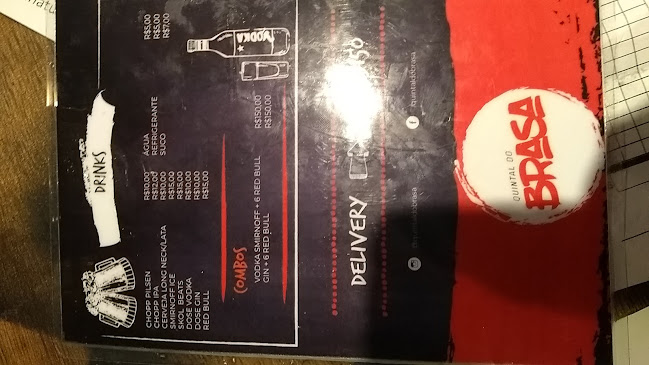 DRINKS
CHOPP PILSEN R$10,00
CHOPP IPA R$12,00
CERVEJA LONG NECK/LATA R$10,00
SMIRNOFF ICE R$15,00
SKOL BEATS R$15,00
DOSE VODKA R$10,00
DOSE GIN R$10,00
RED BULL R$15,00
ÁGUA R$5,00
REFRIGERANTE R$5,00
SUCO R$7,00
VODKA
COMBOS
VODKA SMIRNOFF + 6 RED BULL R$150,00
GIN + 6 RED BULL R$150,00
DELIVERY
@quintaldobrasa
/quintaldobrasa
QUINTAL DO
BRASA